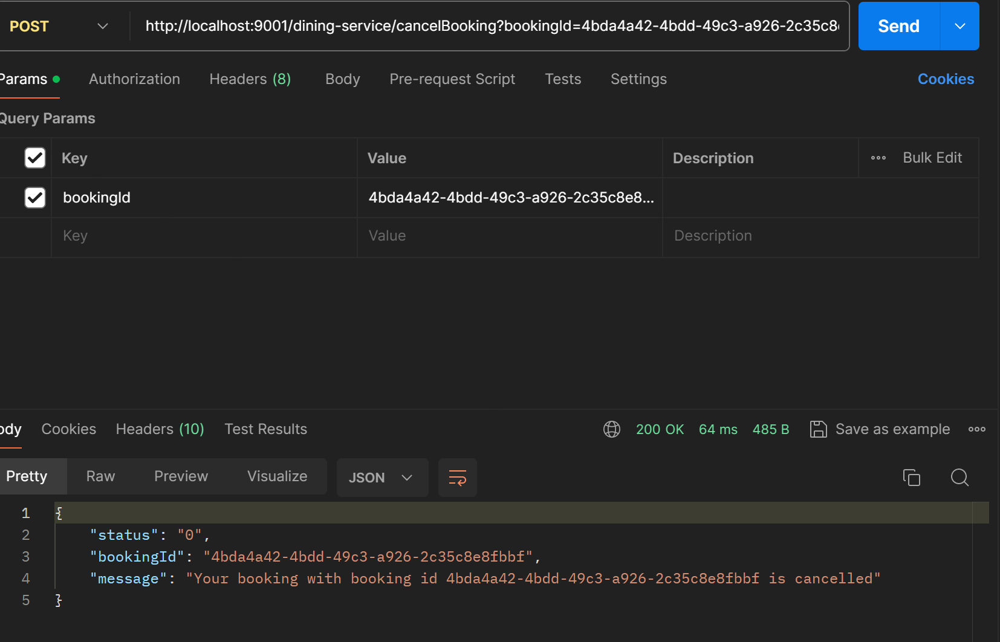 POST http://localhost:9001/dining-service/cancelBooking?bookingId=4bda4a42-4bdd-49c3-a926-2c35c8 Send
Params Authorization Headers (8) Body Pre-request Script Tests Settings Cookies
Query Params
Key Value Description Bulk Edit
bookingId 4bda4a42-4bdd-49c3-a926-2c35c8e8...
Key Value Description
ody Cookies Headers (10) Test Results 200 OK 64 ms 485 B Save as example
Pretty Raw Preview Visualize JSON
1 {
2 "status": "0",
3 "bookingId": "4bda4a42-4bdd-49c3-a926-2c35c8e8fbbf",
4 "message": "Your booking with booking id 4bda4a42-4bdd-49c3-a926-2c35c8e8fbbf is cancelled"
5 }